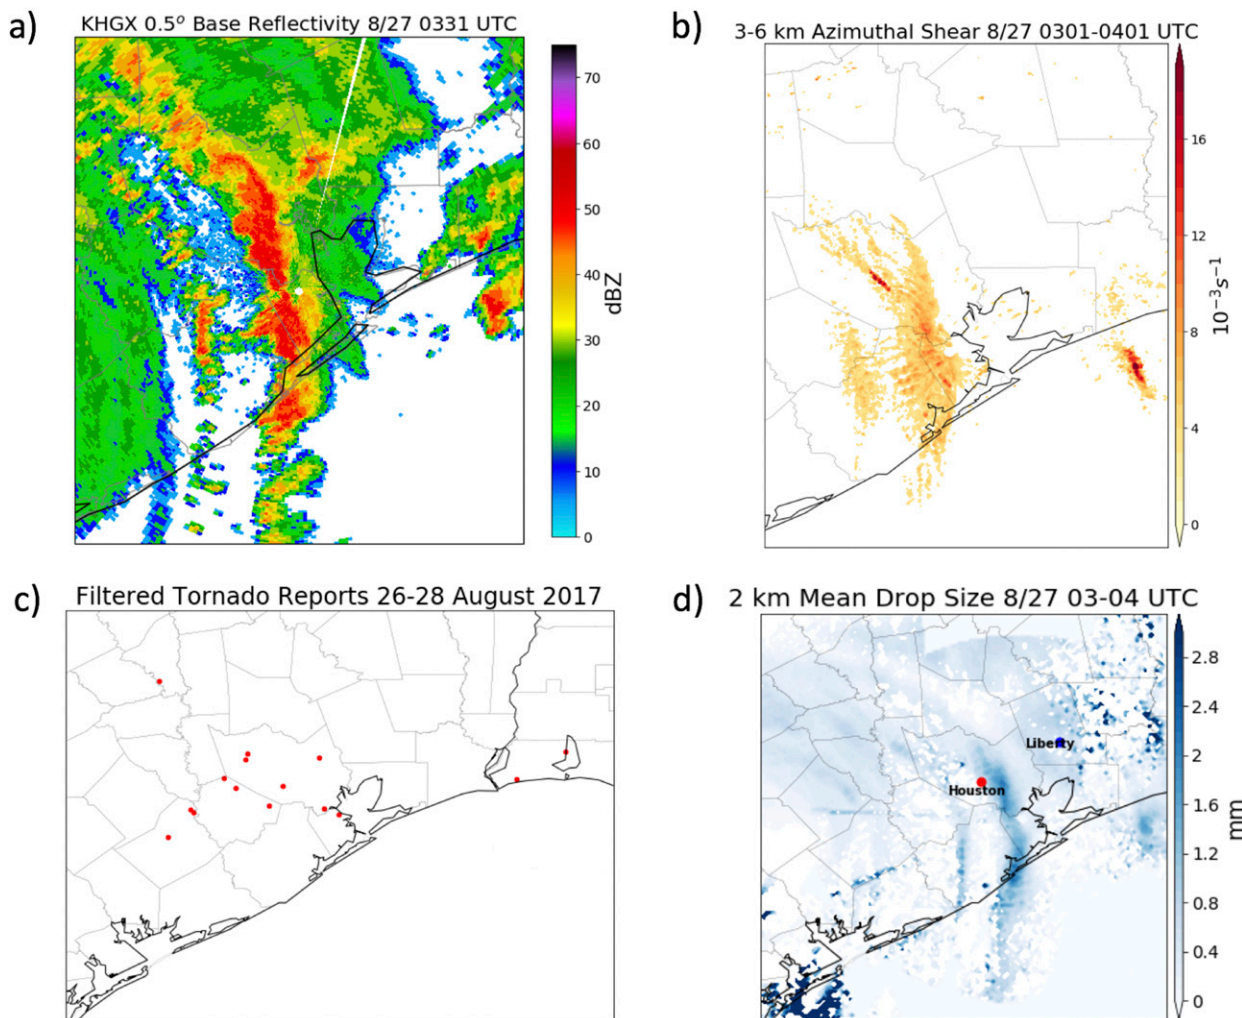 a)
KHGX 0.5° Base Reflectivity 8/27 0331 UTC
70
60
50
40
30
20
10
0
dBZ
b)
3-6 km Azimuthal Shear 8/27 0301-0401 UTC
16
12
8
4
0
10⁻³s⁻¹
c)
Filtered Tornado Reports 26-28 August 2017
d)
2 km Mean Drop Size 8/27 03-04 UTC
Liberty
Houston
2.8
2.4
2
1.6
1.2
0.8
0.4
0
mm